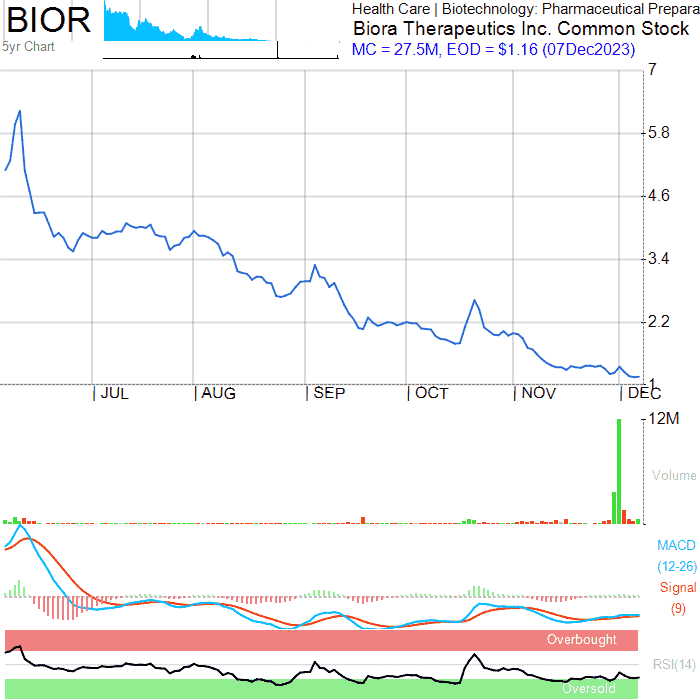 BIOR
Health Care | Biotechnology: Pharmaceutical Prepara
Biora Therapeutics Inc. Common Stock
5yr Chart
MC = 27.5M, EOD = $1.16 (07Dec2023)
7
5.8
4.6
3.4
2.2
1
| JUL | AUG | SEP | OCT | NOV | DEC
12M
Volume
MACD
(12-26)
Signal
(9)
Overbought
RSI(14)
Oversold